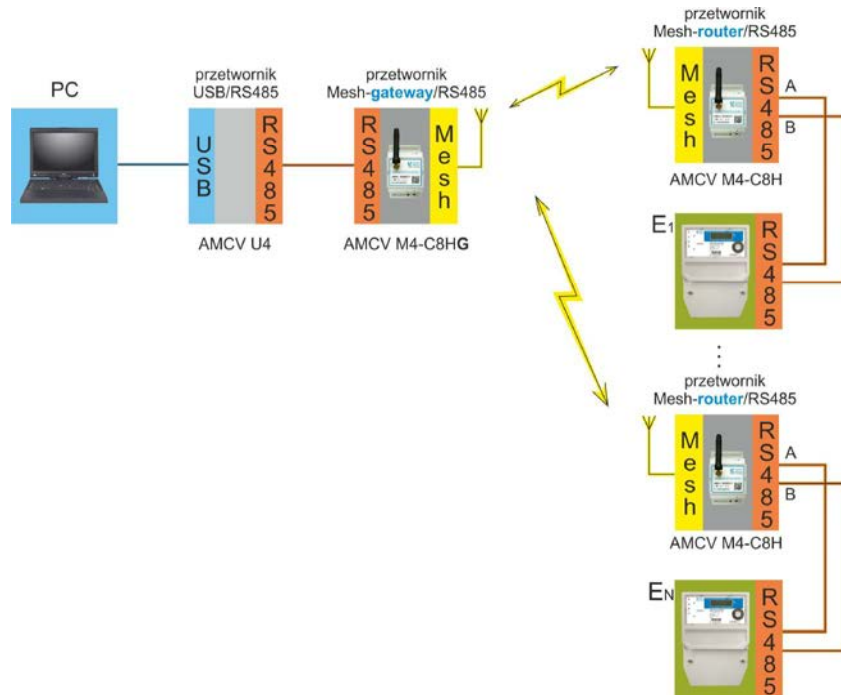 PC
przetwornik
USB/RS485
USB
RS485
AMCV U4
przetwornik
Mesh-gateway/RS485
RS485
Mesh
AMCV M4-C8HG
przetwornik
Mesh-router/RS485
Mesh
RS485
A
B
AMCV M4-C8H
E1
RS485
przetwornik
Mesh-router/RS485
Mesh
RS485
A
B
AMCV M4-C8H
EN
RS485